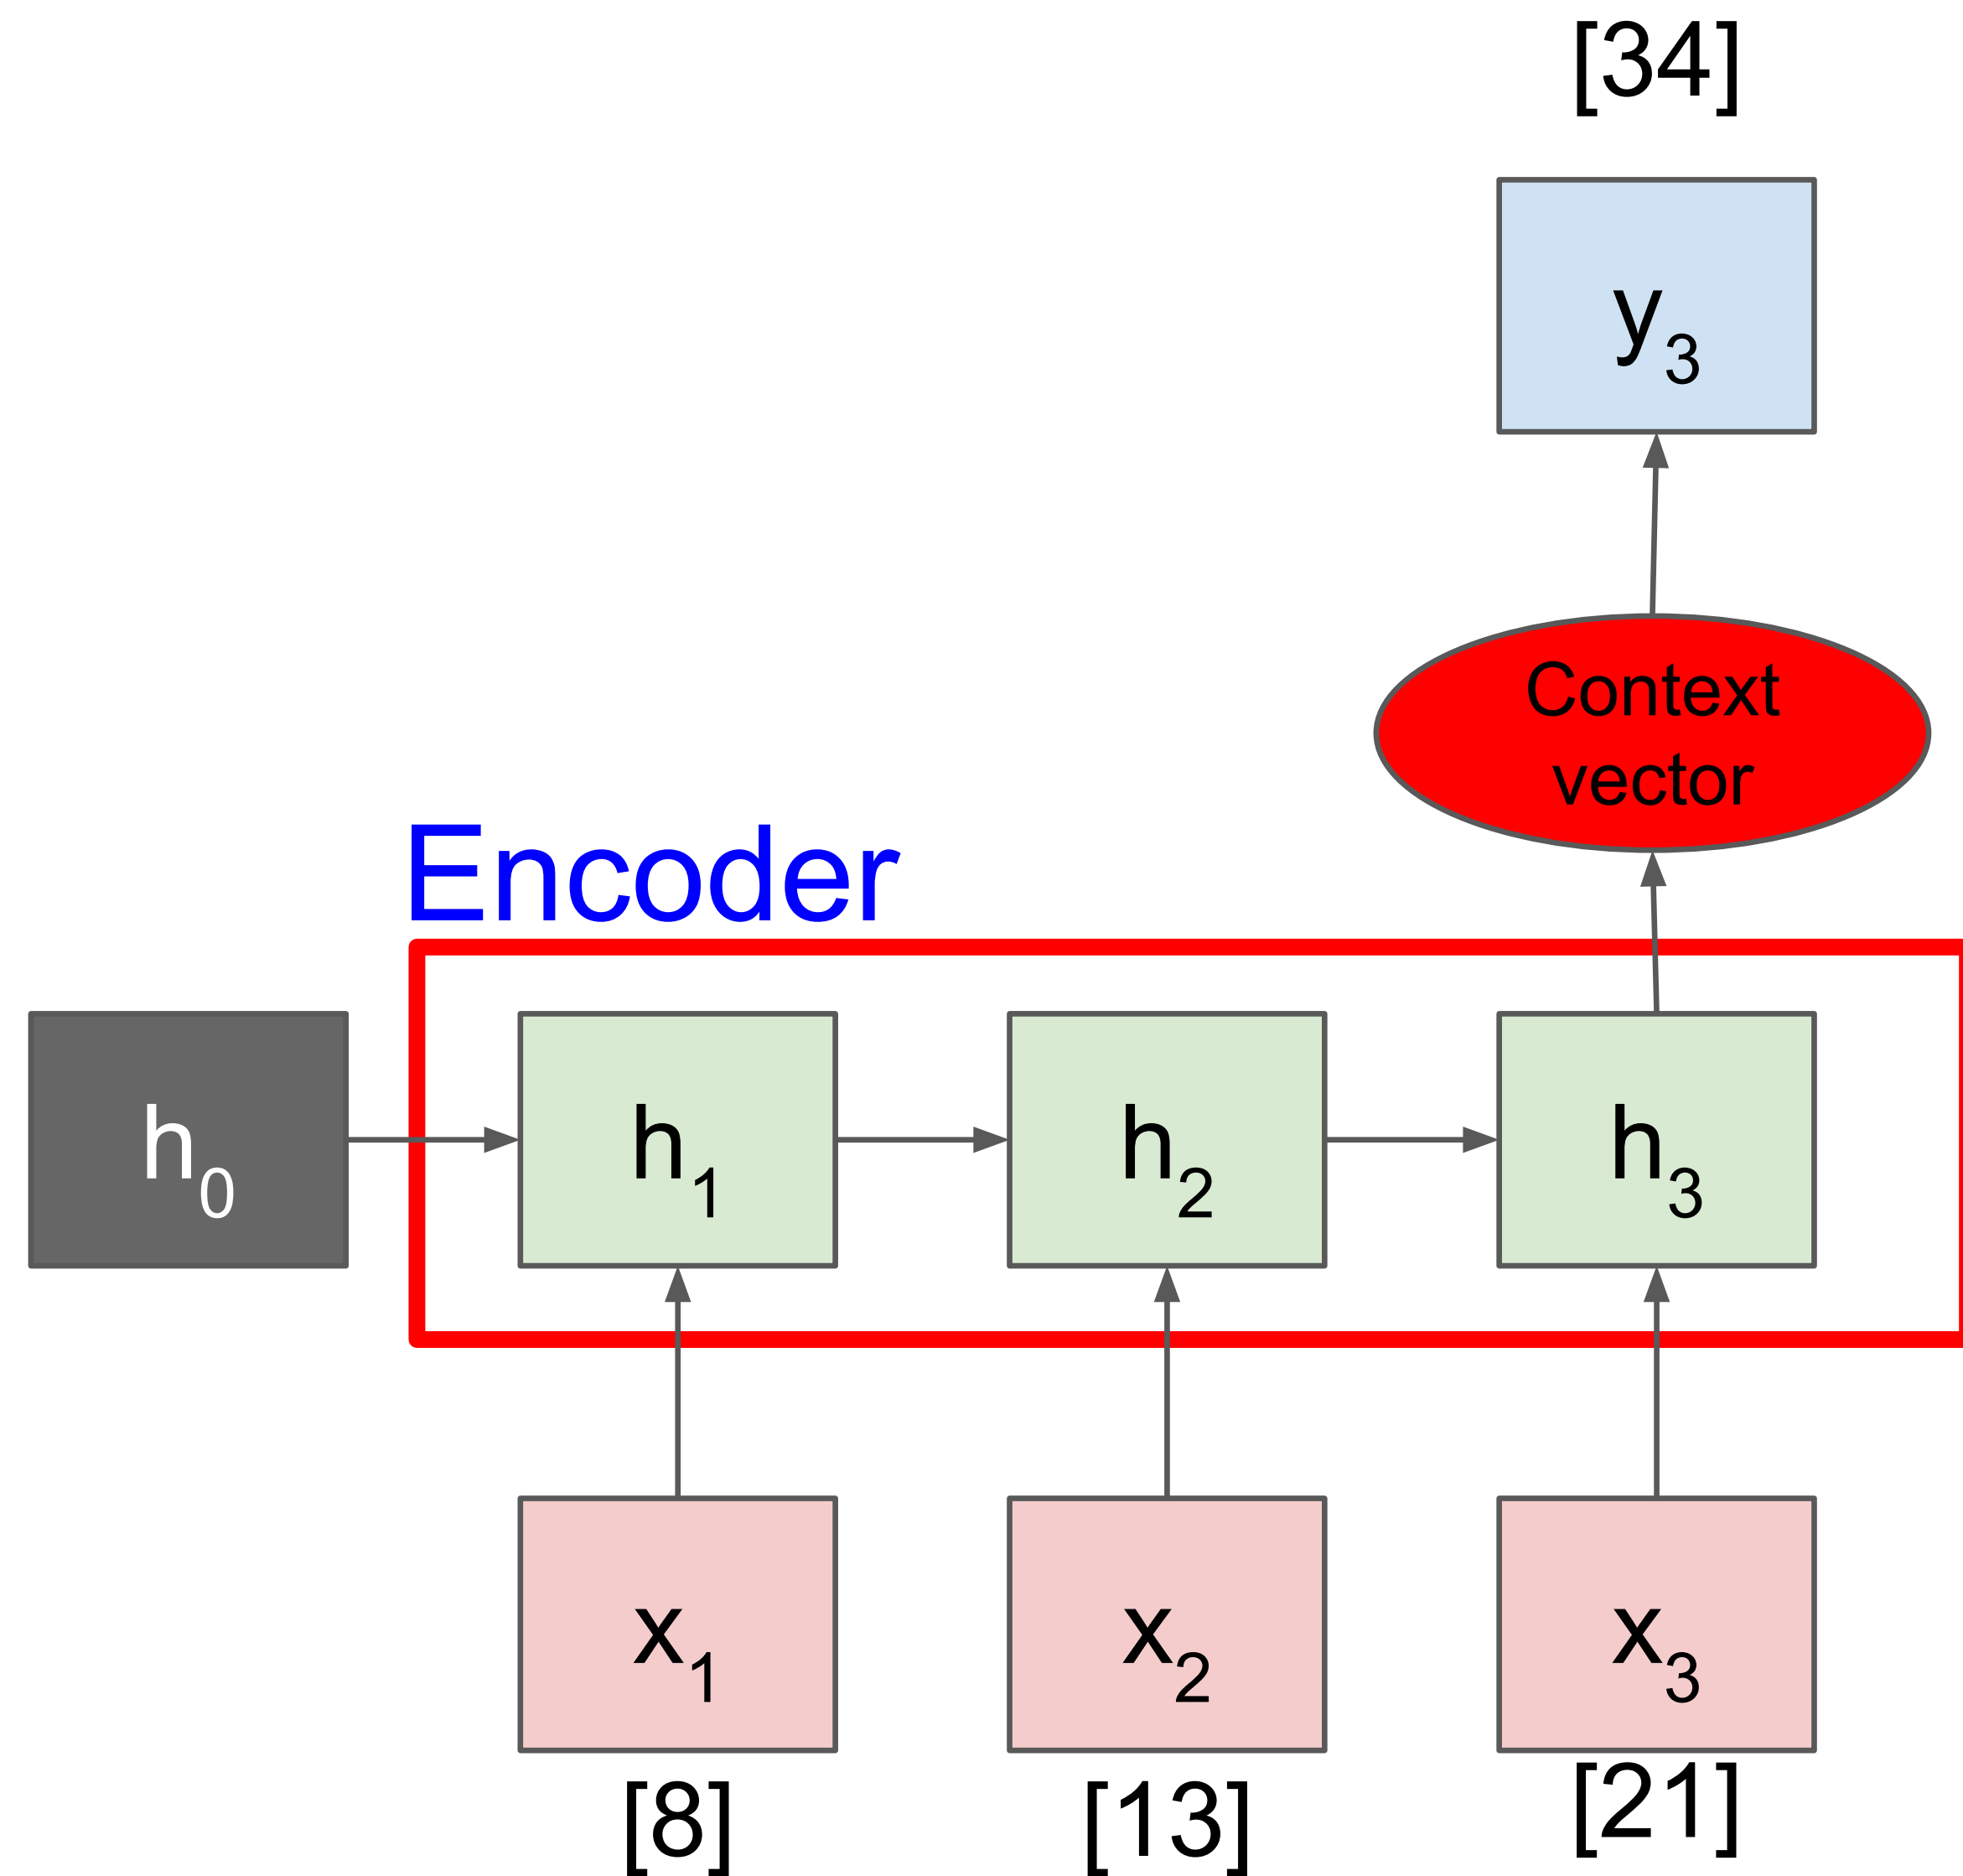 [34]
y3
Context
vector
Encoder
h0
h1
h2
h3
x1
x2
x3
[8]
[13]
[21]